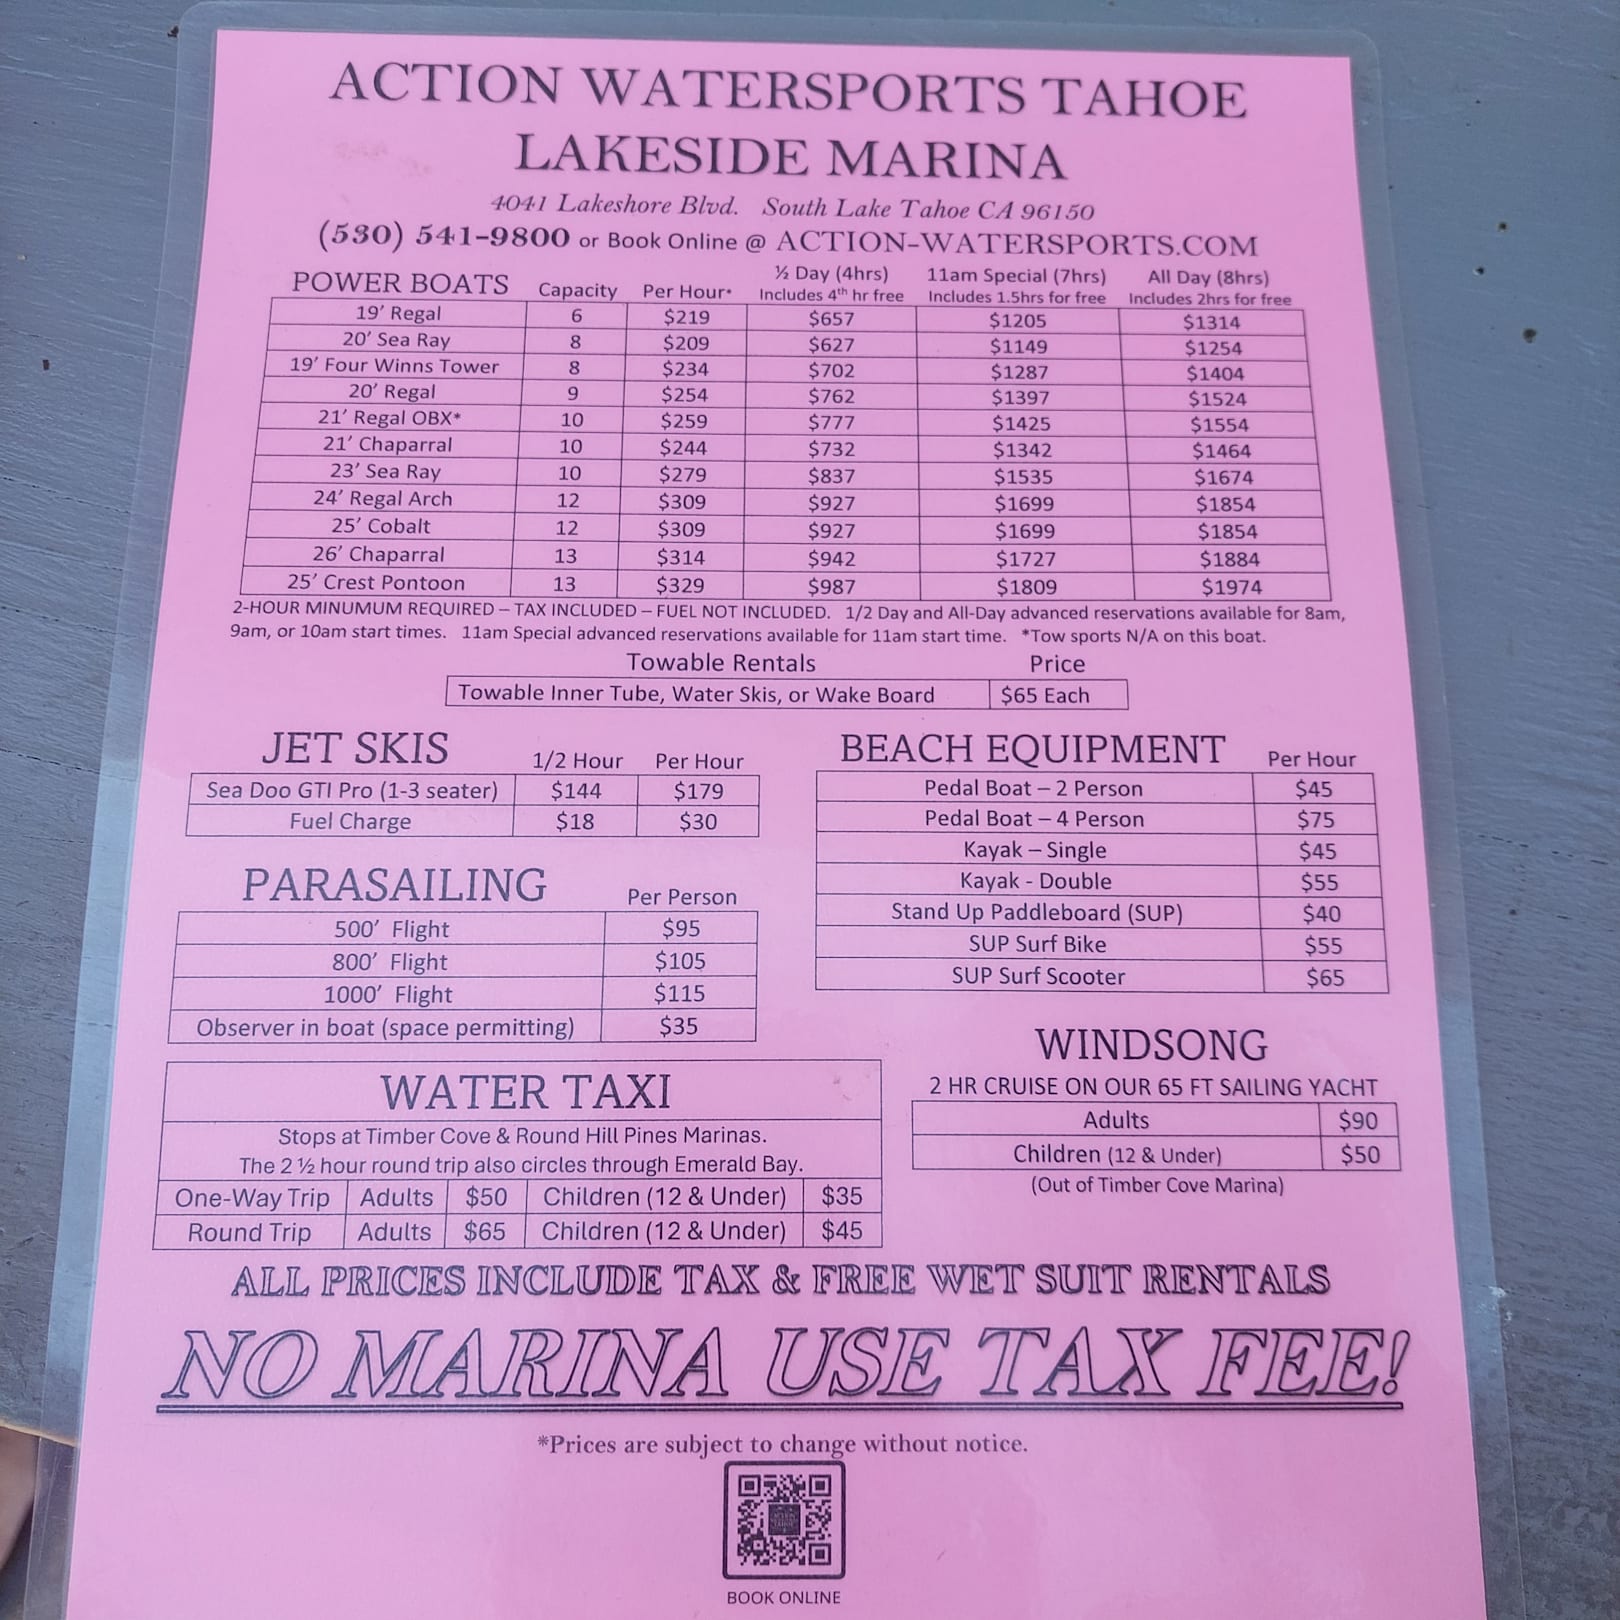 ACTION WATERSPORTS TAHOE
LAKESIDE MARINA
4041 Lakeshore Blvd. South Lake Tahoe CA 96150
(530) 541-9800 or Book Online @ ACTION-WATERSPORTS.COM
POWER BOATS Capacity Per Hour* ½ Day (4hrs) 11am Special (7hrs) All Day (8hrs)
Includes 4th hr free Includes 1.5hrs for free Includes 2hrs for free
19' Regal 6 $219 $657 $1205 $1314
20' Sea Ray 8 $209 $627 $1149 $1254
19' Four Winns Tower 8 $234 $702 $1287 $1404
20' Regal 9 $254 $762 $1397 $1524
21' Regal OBX* 10 $259 $777 $1425 $1554
21' Chaparral 10 $244 $732 $1342 $1464
23' Sea Ray 10 $279 $837 $1535 $1674
24' Regal Arch 12 $309 $927 $1699 $1854
25' Cobalt 12 $309 $927 $1699 $1854
26' Chaparral 13 $314 $942 $1727 $1884
25' Crest Pontoon 13 $329 $987 $1809 $1974
2-HOUR MINUMUM REQUIRED – TAX INCLUDED – FUEL NOT INCLUDED. 1/2 Day and All-Day advanced reservations available for 8am,
9am, or 10am start times. 11am Special advanced reservations available for 11am start time. *Tow sports N/A on this boat.
Towable Rentals Price
Towable Inner Tube, Water Skis, or Wake Board $65 Each
JET SKIS 1/2 Hour Per Hour
Sea Doo GTI Pro (1-3 seater) $144 $179
Fuel Charge $18 $30
BEACH EQUIPMENT Per Hour
Pedal Boat – 2 Person $45
Pedal Boat – 4 Person $75
Kayak – Single $45
Kayak - Double $55
Stand Up Paddleboard (SUP) $40
SUP Surf Bike $55
SUP Surf Scooter $65
PARASAILING Per Person
500' Flight $95
800' Flight $105
1000' Flight $115
Observer in boat (space permitting) $35
WINDSONG
2 HR CRUISE ON OUR 65 FT SAILING YACHT
Adults $90
Children (12 & Under) $50
(Out of Timber Cove Marina)
WATER TAXI
Stops at Timber Cove & Round Hill Pines Marinas.
The 2 ½ hour round trip also circles through Emerald Bay.
One-Way Trip Adults $50 Children (12 & Under) $35
Round Trip Adults $65 Children (12 & Under) $45
ALL PRICES INCLUDE TAX & FREE WET SUIT RENTALS
NO MARINA USE TAX FEE!
*Prices are subject to change without notice.
BOOK ONLINE